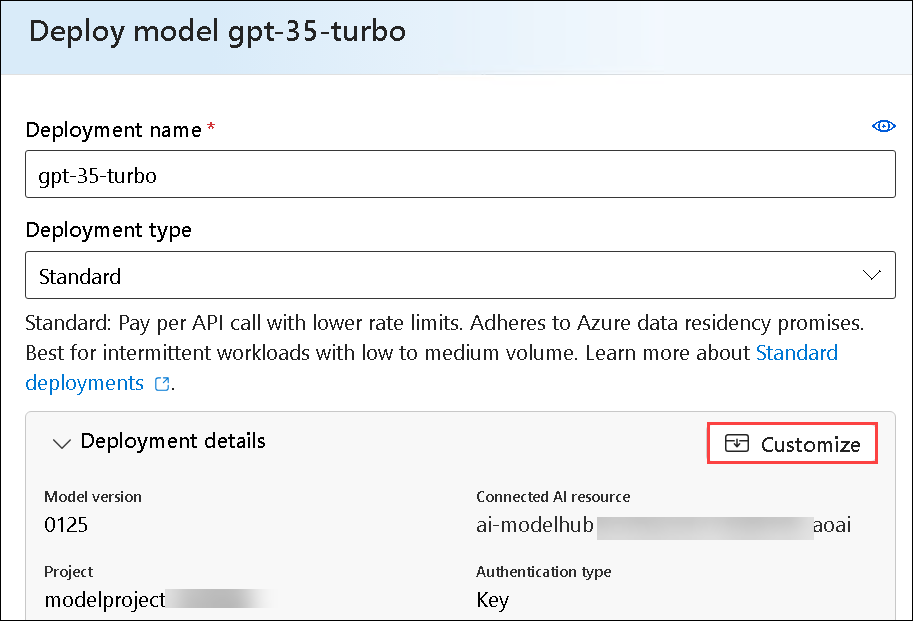 Deploy model gpt-35-turbo
Deployment name *
gpt-35-turbo
Deployment type
Standard
Standard: Pay per API call with lower rate limits. Adheres to Azure data residency promises.
Best for intermittent workloads with low to medium volume. Learn more about Standard
deployments .
Deployment details
Customize
Model version
Connected AI resource
0125
ai-modelhub aoai
Project
Authentication type
modelproject
Key